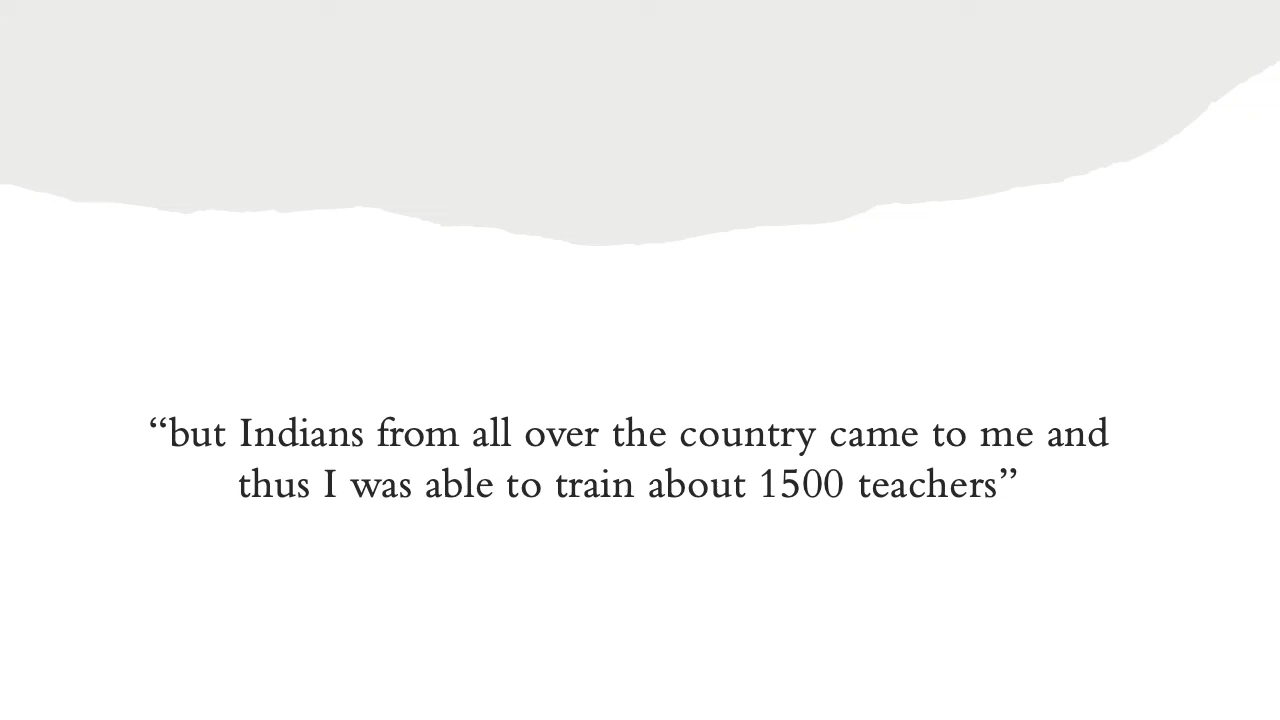 “but Indians from all over the country came to me and
thus I was able to train about 1500 teachers”